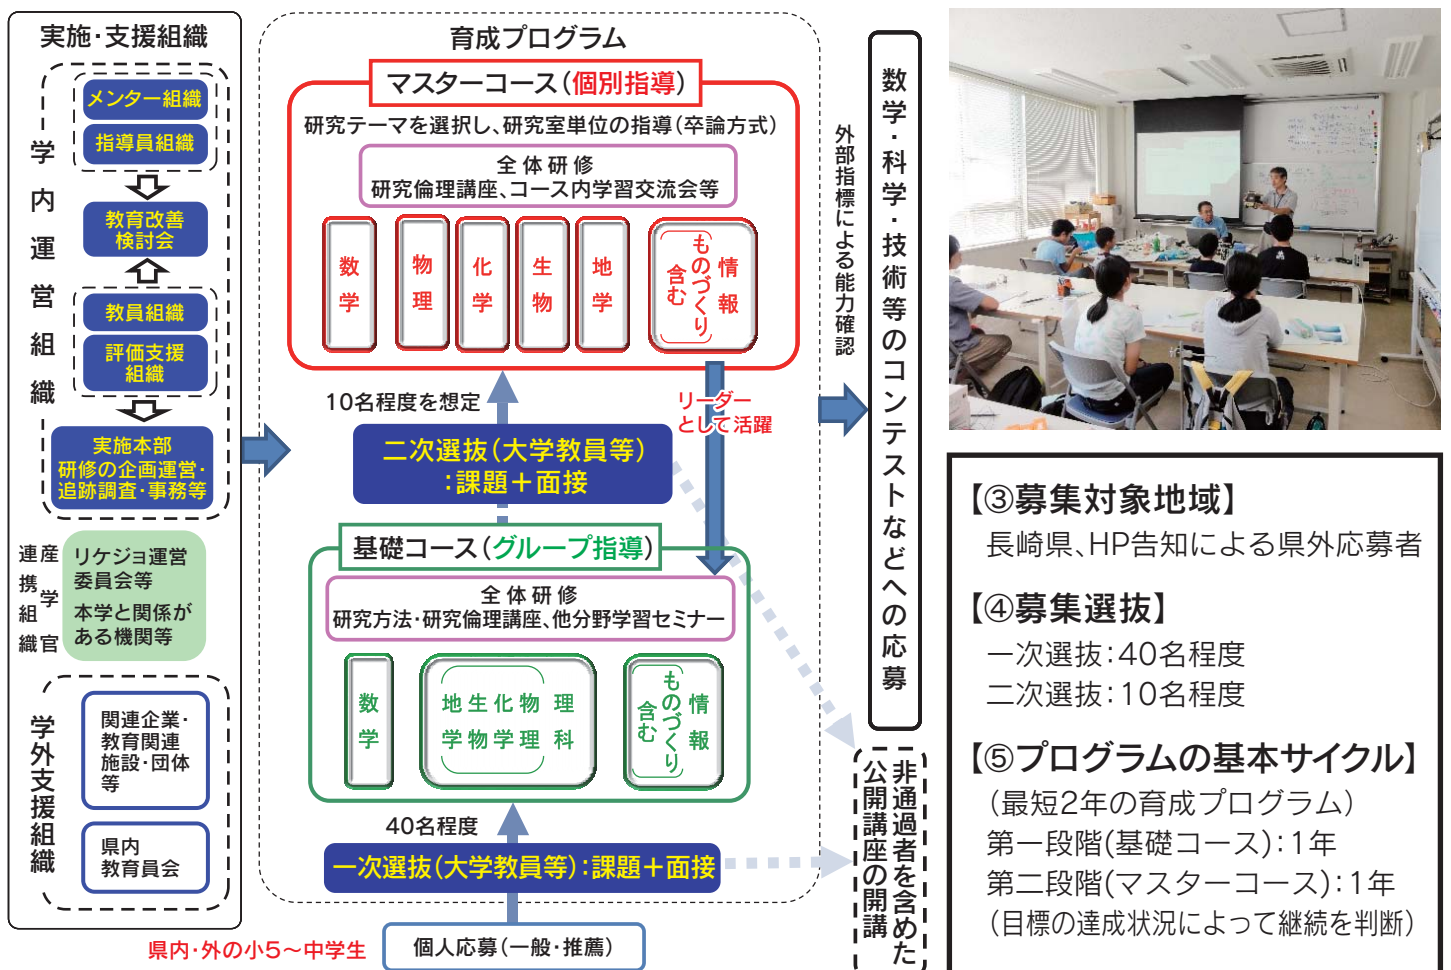 実施・支援組織
学内運営組織
メンター組織
指導員組織
教育改善
検討会
教員組織
評価支援
組織
実施本部
研修の企画運営・
追跡調査・事務等
産学官
連携組織
リケジョ運営
委員会等
本学と関係が
ある機関等
学外支援組織
関連企業・
教育関連
施設・団体
等
県内
教育員会
育成プログラム
マスターコース(個別指導)
研究テーマを選択し、研究室単位の指導(卒論方式)
全体研修
研究倫理講座、コース内学習交流会等
数学
物理
化学
生物
地学
情報
(ものづくり
含む)
10名程度を想定
リーダー
として活躍
二次選抜(大学教員等)
:課題+面接
基礎コース(グループ指導)
全体研修
研究方法・研究倫理講座、他分野学習セミナー
数学
理科
(物理
化学
生物
地学)
情報
(ものづくり
含む)
40名程度
一次選抜(大学教員等):課題+面接
県内・外の小5～中学生
個人応募(一般・推薦)
外部指標による能力確認
数学・科学・技術等のコンテストなどへの応募
非通過者を含めた
公開講座の開講
【③募集対象地域】
長崎県、HP告知による県外応募者
【④募集選抜】
一次選抜:40名程度
二次選抜:10名程度
【⑤プログラムの基本サイクル】
(最短2年の育成プログラム)
第一段階(基礎コース):1年
第二段階(マスターコース):1年
(目標の達成状況によって継続を判断)